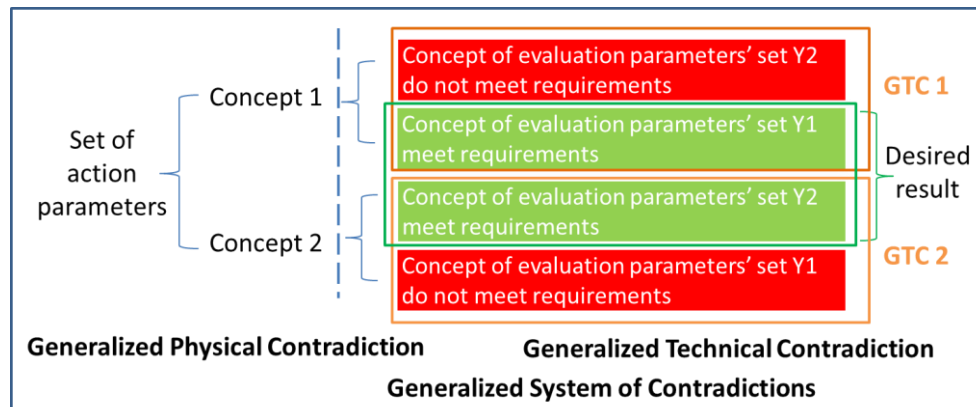 Concept of evaluation parameters’ set Y2
do not meet requirements
GTC 1
Concept 1
Concept of evaluation parameters’ set Y1
meet requirements
Set of
action
parameters
Desired
result
Concept of evaluation parameters’ set Y2
meet requirements
Concept 2
GTC 2
Concept of evaluation parameters’ set Y1
do not meet requirements
Generalized Physical Contradiction
Generalized Technical Contradiction
Generalized System of Contradictions